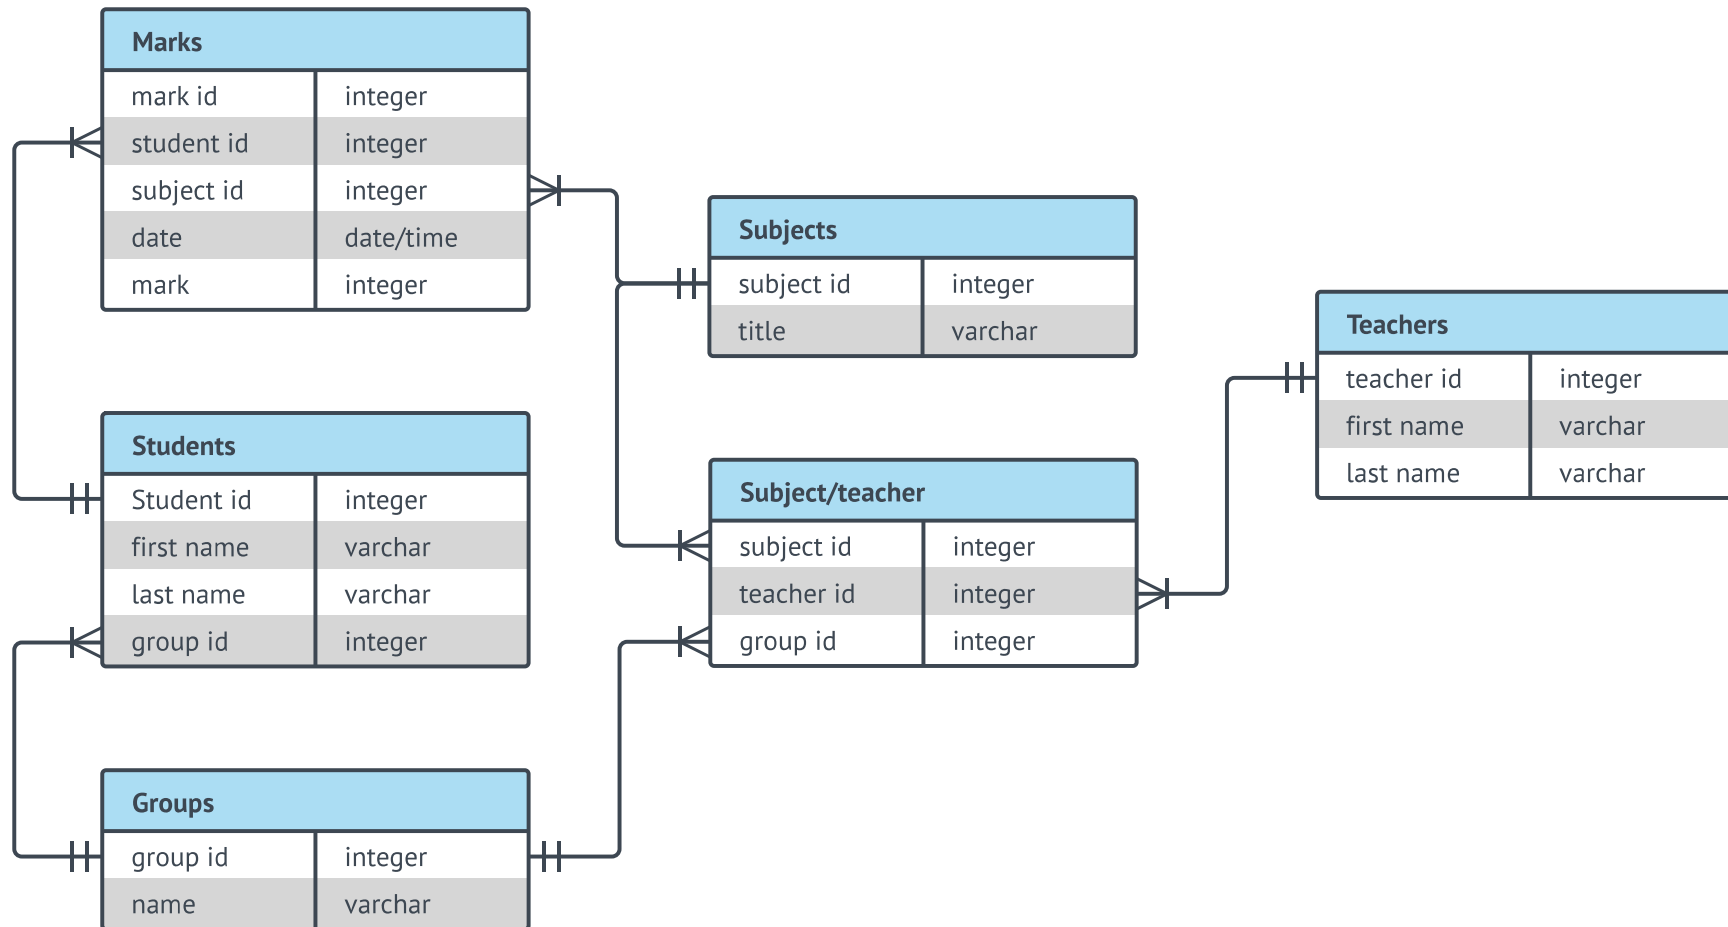 Marks
mark id integer
student id integer
subject id integer
date date/time
mark integer
Subjects
subject id integer
title varchar
Teachers
teacher id integer
first name varchar
last name varchar
Students
Student id integer
first name varchar
last name varchar
group id integer
Subject/teacher
subject id integer
teacher id integer
group id integer
Groups
group id integer
name varchar